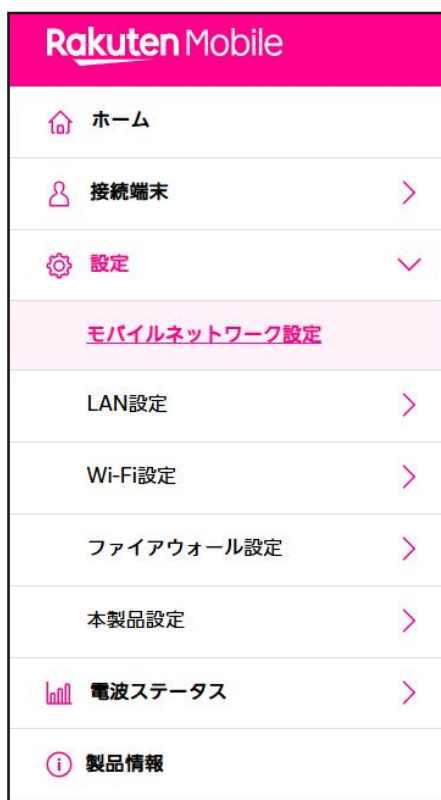 Rakuten Mobile
ホーム
接続端末
設定
モバイルネットワーク設定
LAN設定
Wi-Fi設定
ファイアウォール設定
本製品設定
電波ステータス
製品情報